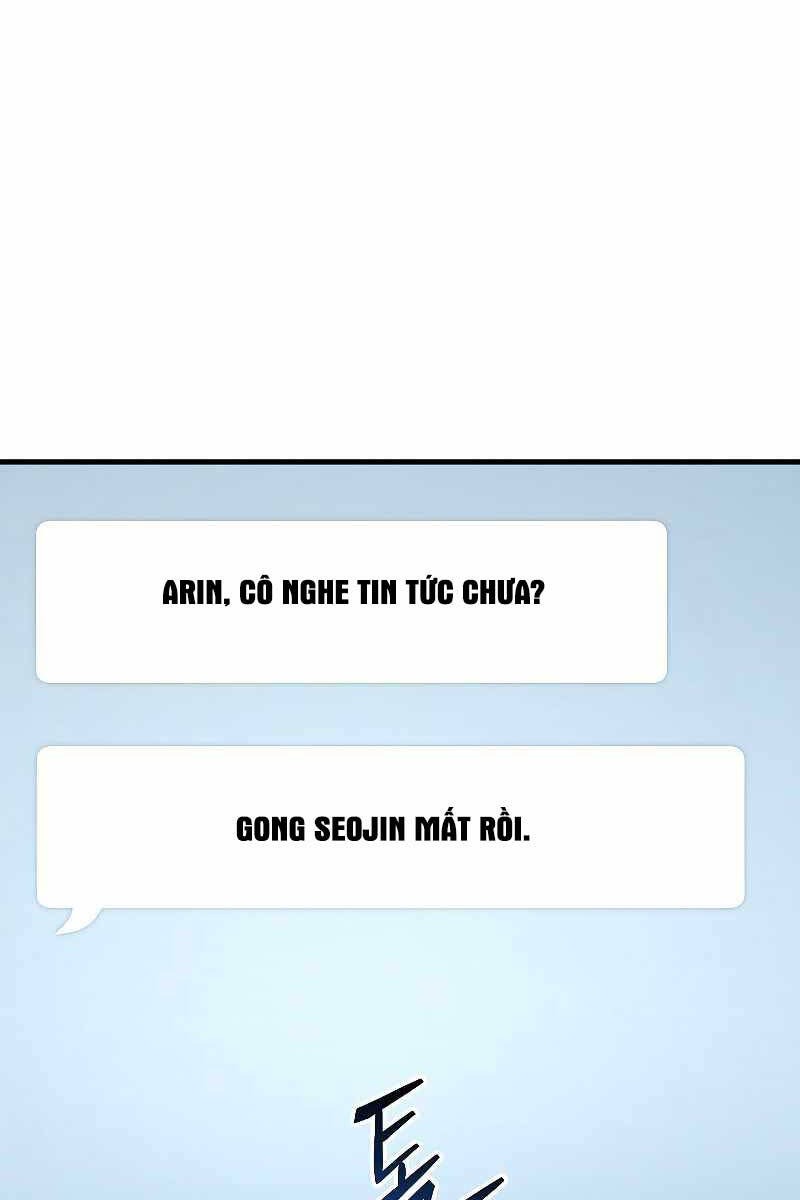 ARIN, CÔ NGHE TIN TỨC CHƯA?
GONG SEOJIN MẤT RỒI.